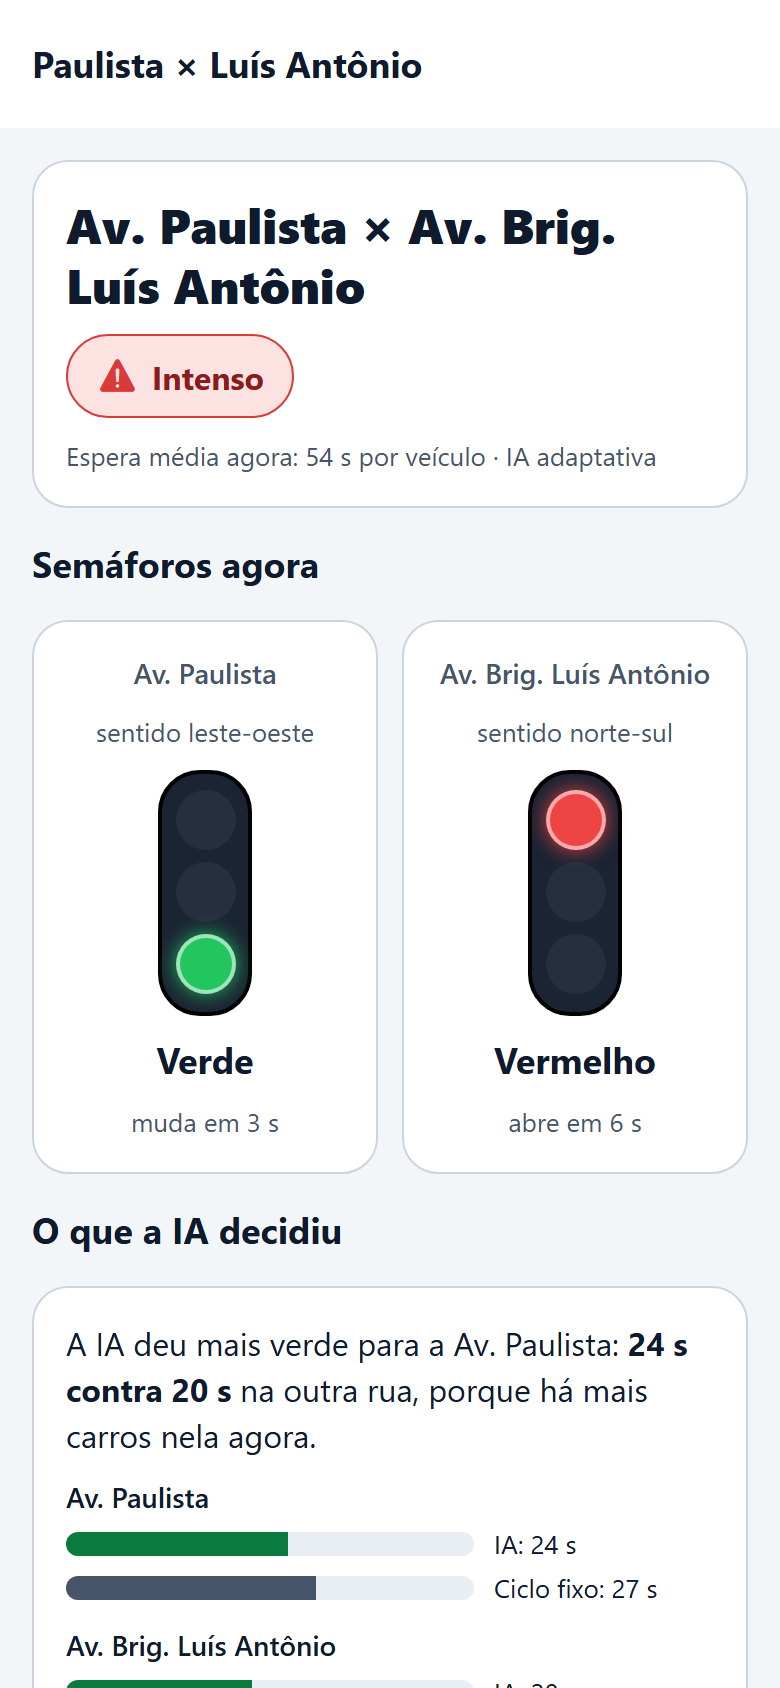 Paulista × Luís Antônio
Av. Paulista × Av. Brig.
Luís Antônio
Intenso
Espera média agora: 54 s por veículo · IA adaptativa
Semáforos agora
Av. Paulista
sentido leste-oeste
Verde
muda em 3 s
Av. Brig. Luís Antônio
sentido norte-sul
Vermelho
abre em 6 s
O que a IA decidiu
A IA deu mais verde para a Av. Paulista: 24 s
contra 20 s na outra rua, porque há mais
carros nela agora.
Av. Paulista
IA: 24 s
Ciclo fixo: 27 s
Av. Brig. Luís Antônio